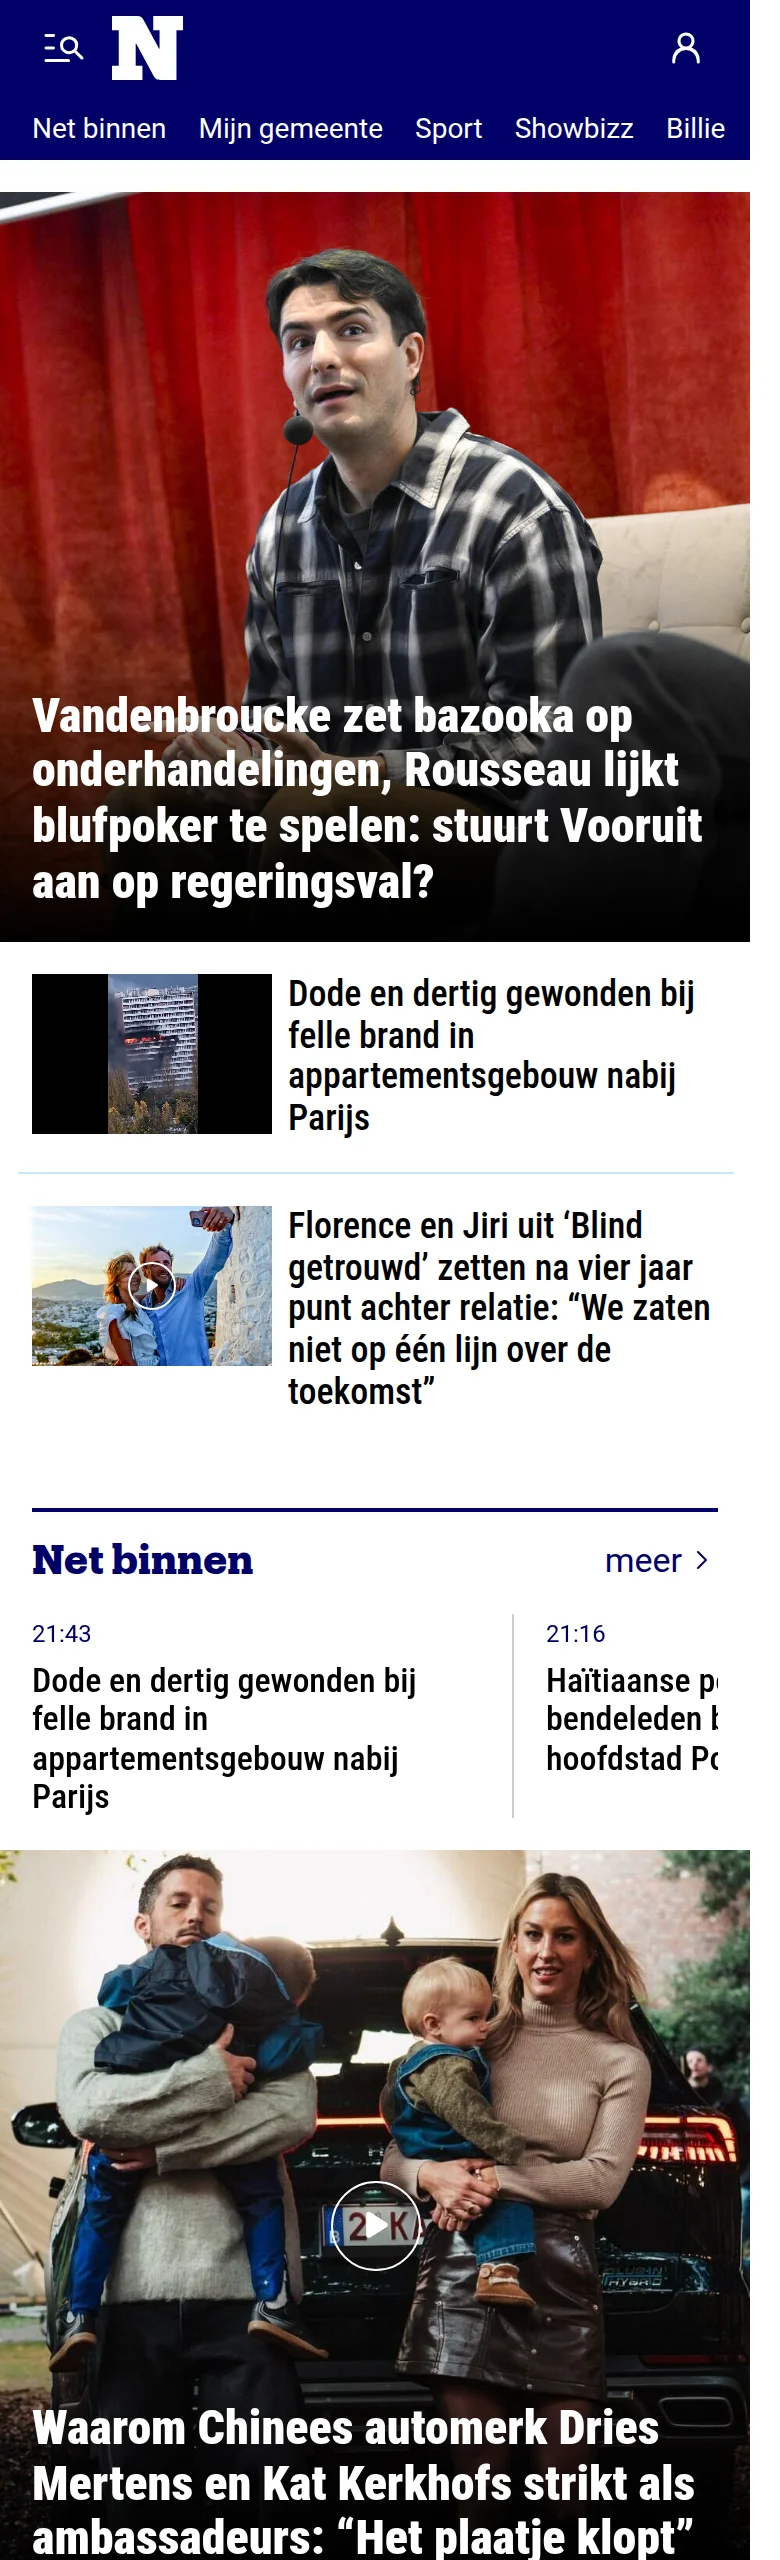 N
Net binnen Mijn gemeente Sport Showbizz Billie
Vandenbroucke zet bazooka op
onderhandelingen, Rousseau lijkt
blufpoker te spelen: stuurt Vooruit
aan op regeringsval?
Dode en dertig gewonden bij
felle brand in
appartementsgebouw nabij
Parijs
Florence en Jiri uit ‘Blind
getrouwd’ zetten na vier jaar
punt achter relatie: “We zaten
niet op één lijn over de
toekomst”
Net binnen meer
21:43
Dode en dertig gewonden bij
felle brand in
appartementsgebouw nabij
Parijs
21:16
Haïtiaanse
bendeleden
hoofdstad
PLUG-IN
HYBRID
Waarom Chinees automerk Dries
Mertens en Kat Kerkhofs strikt als
ambassadeurs: “Het plaatje klopt”